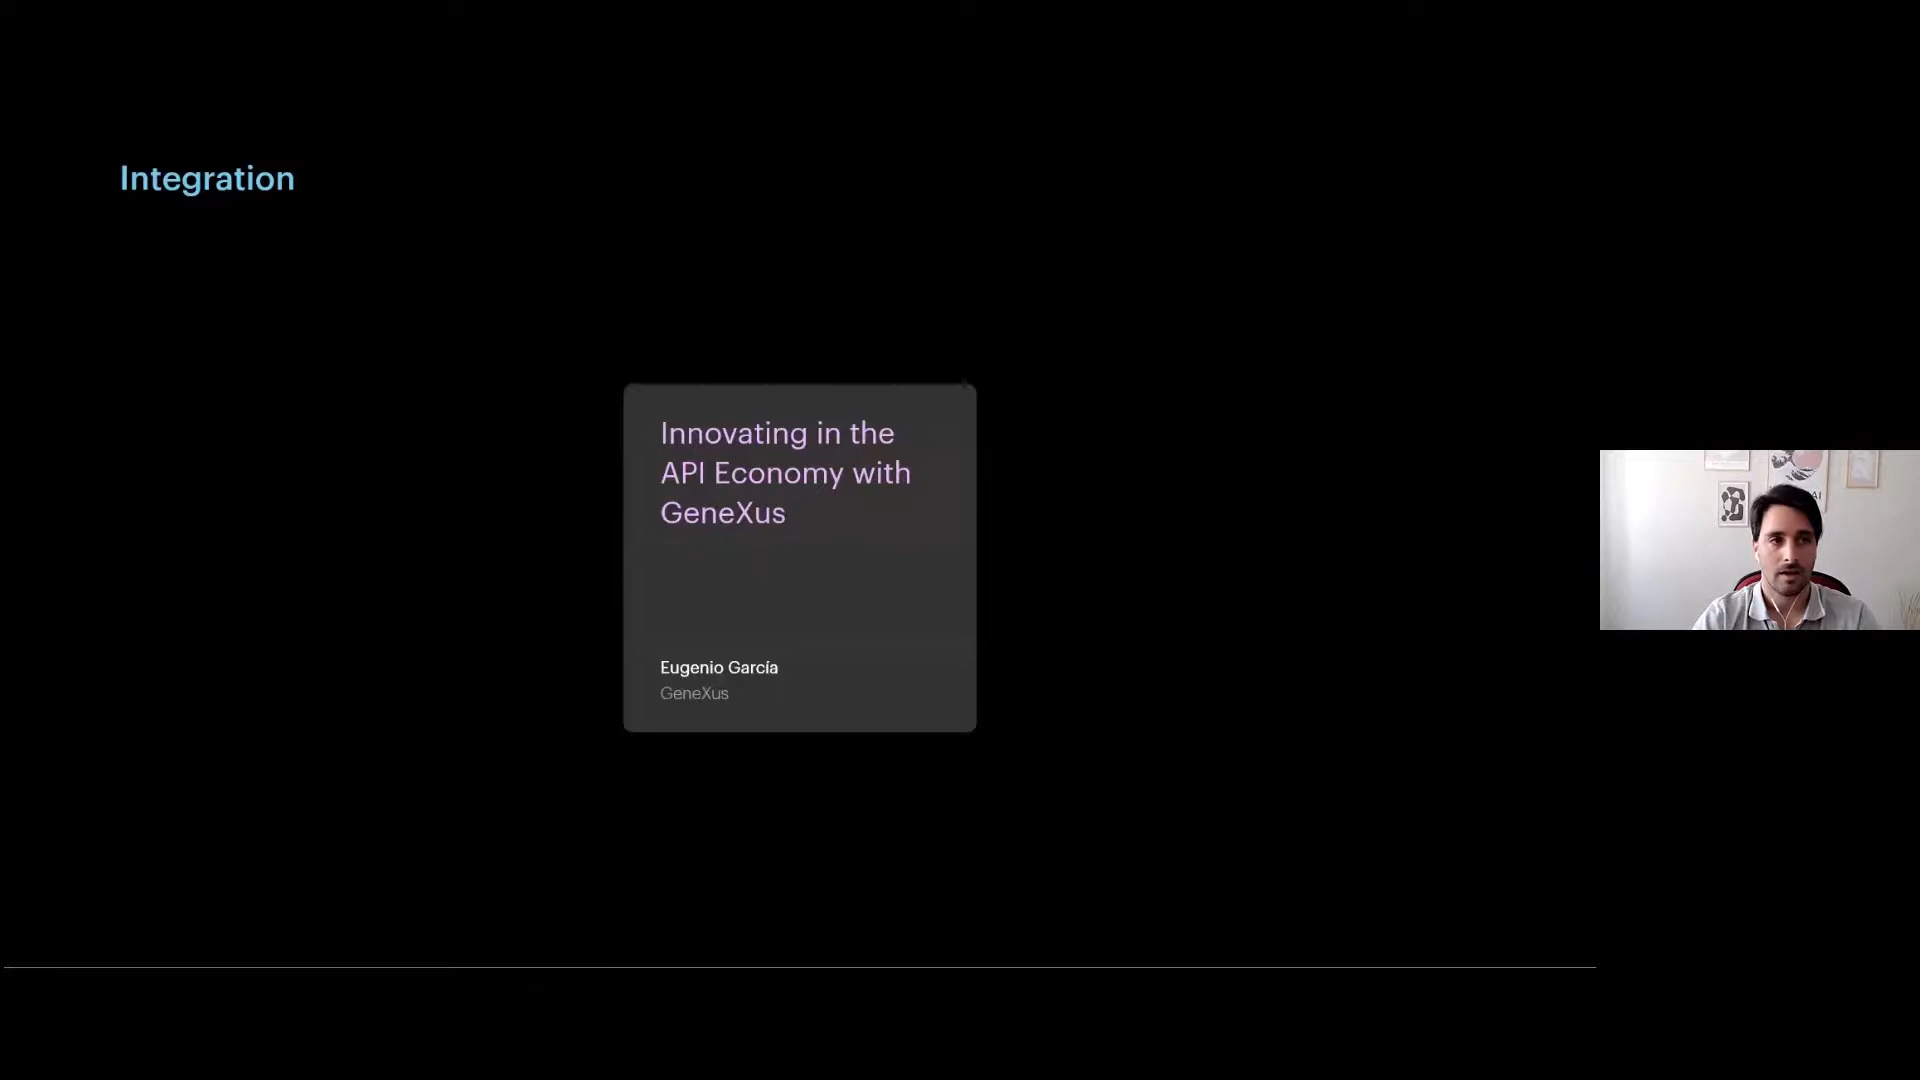 Integration
Innovating in the
API Economy with
GeneXus
Eugenio García
GeneXus